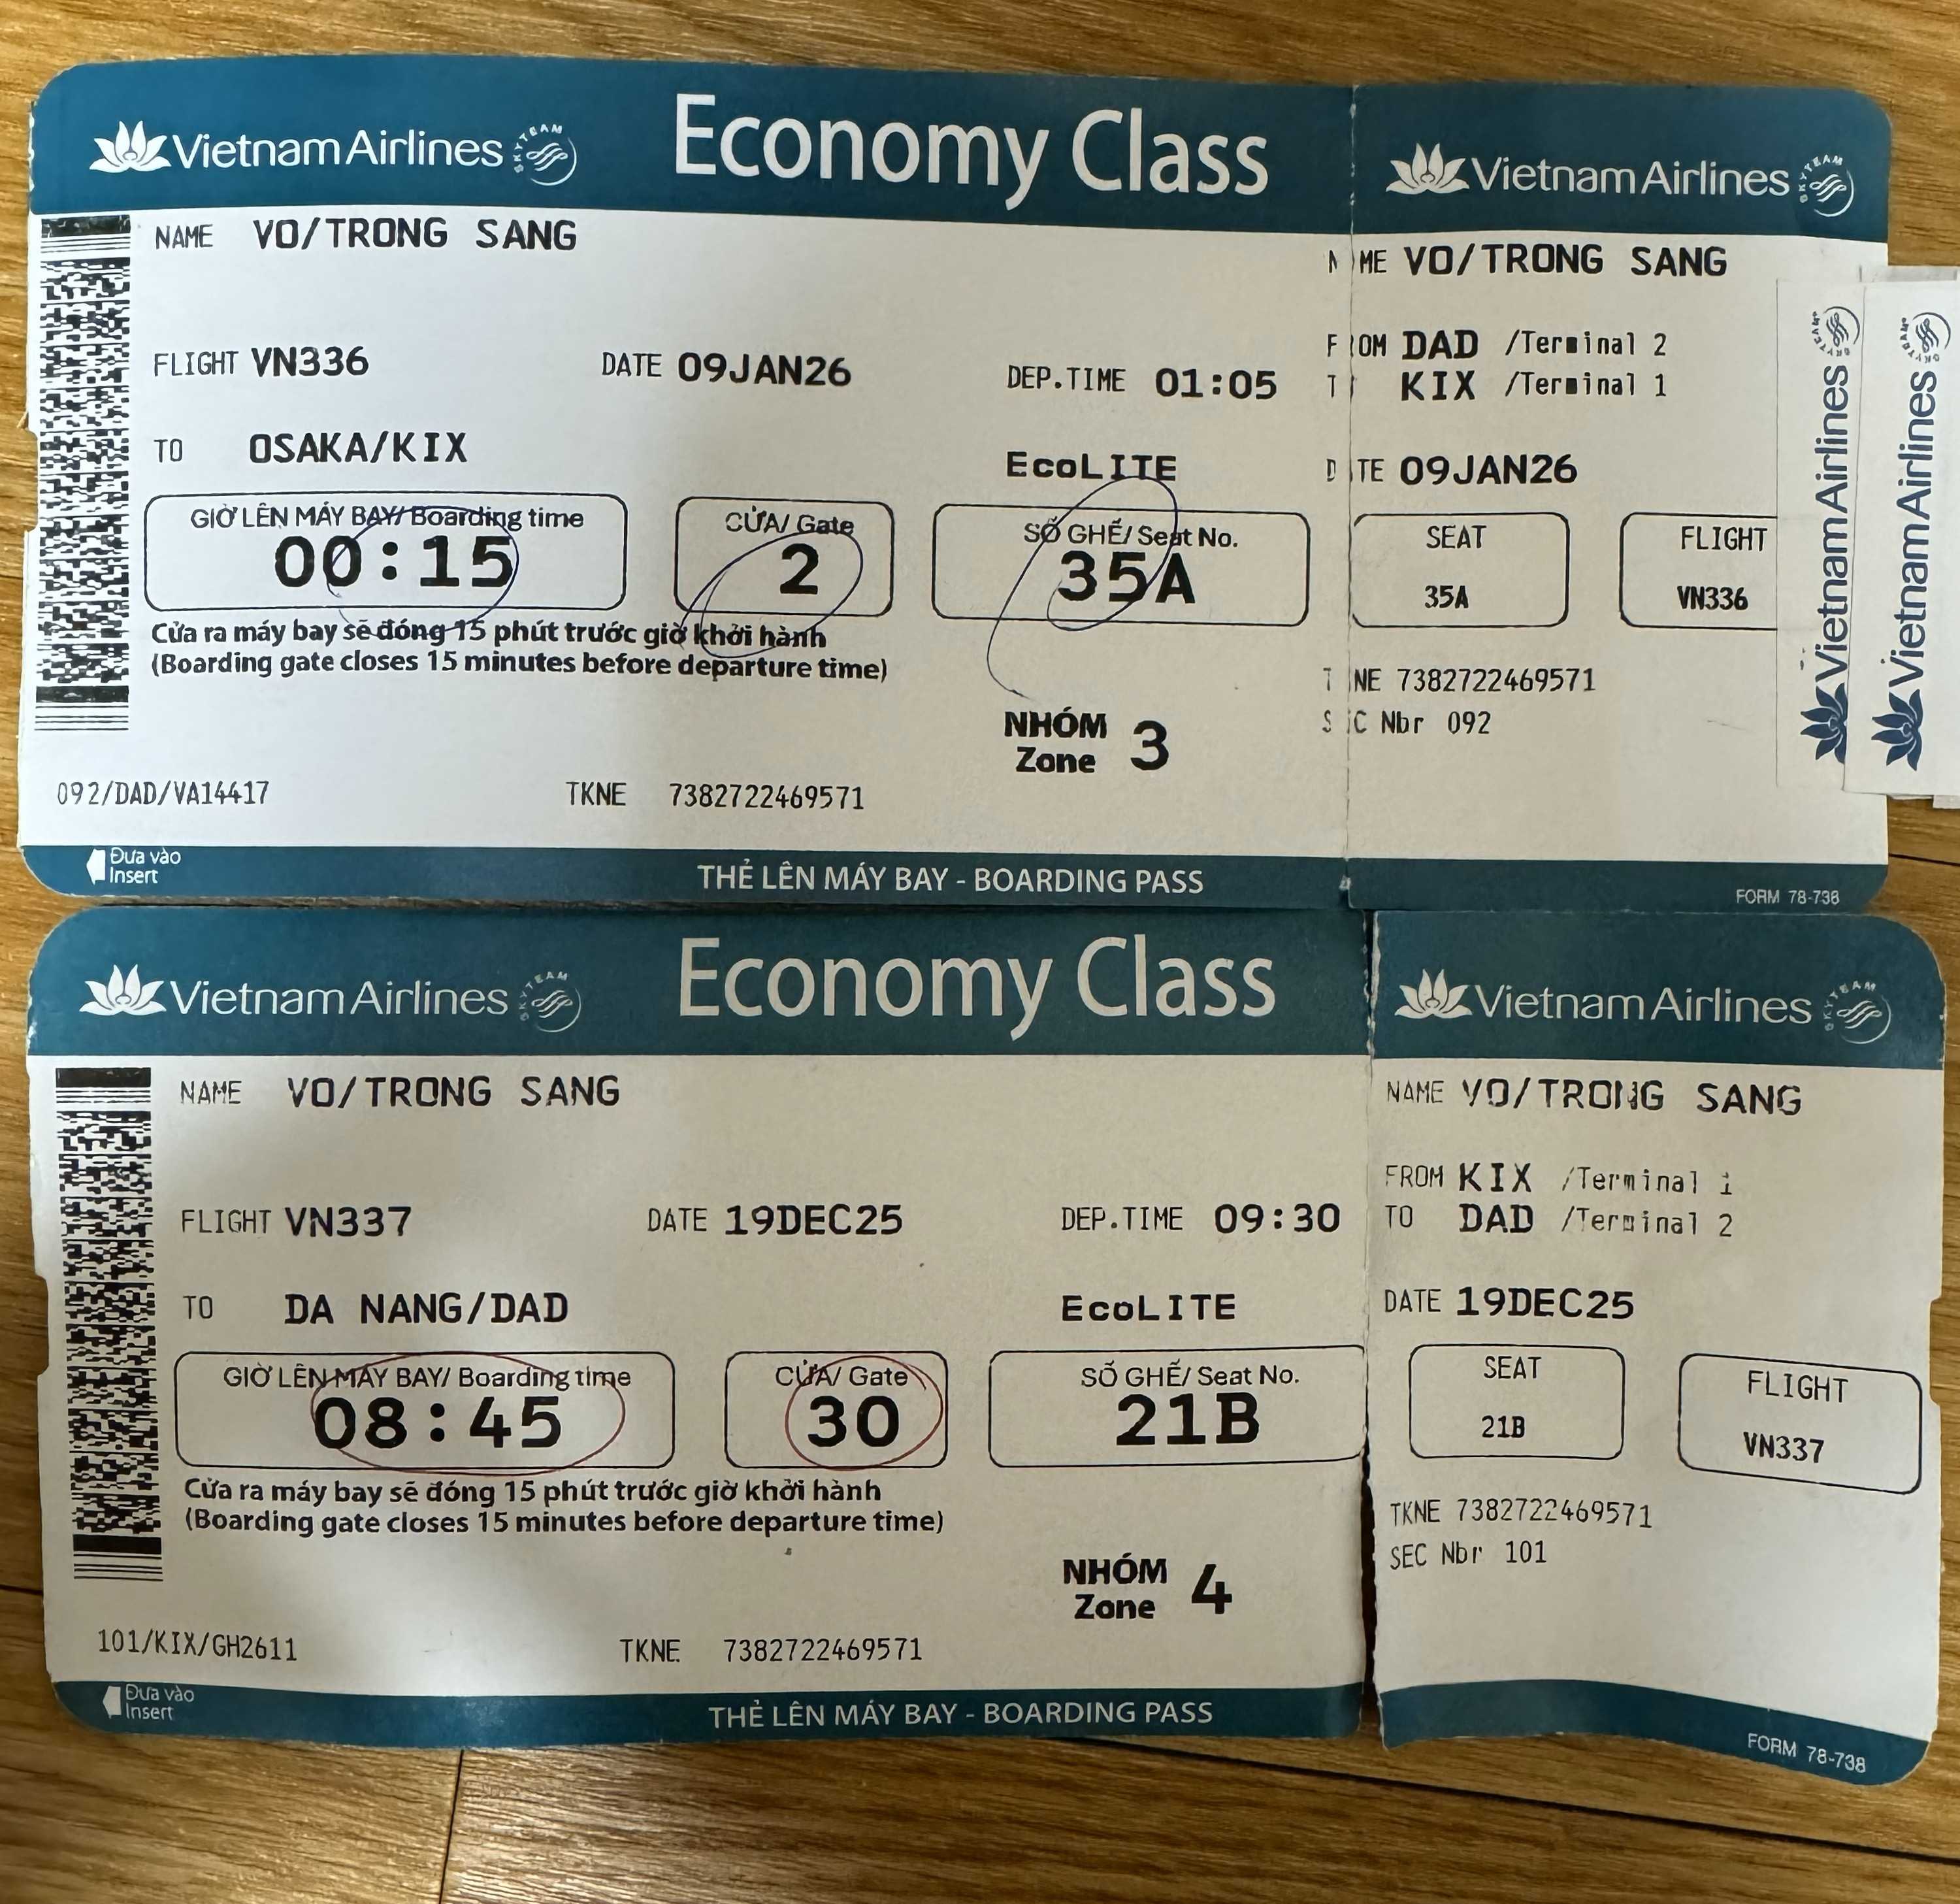 Vietnam Airlines SKYTEAM Economy Class Vietnam Airlines SKYTEAM
NAME VO/TRONG SANG
FLIGHT VN336 DATE 09JAN26 DEP.TIME 01:05
TO OSAKA/KIX EcoLITE
GIỜ LÊN MÁY BAY/ Boarding time
00:15
CỬA/ Gate
2
SỐ GHẾ/ Seat No.
35A
Cửa ra máy bay sẽ đóng 15 phút trước giờ khởi hành
(Boarding gate closes 15 minutes before departure time)
NHÓM
Zone 3
092/DAD/VA14417 TKNE 7382722469571
Đưa vào
Insert
THẺ LÊN MÁY BAY - BOARDING PASS
N ME VO/TRONG SANG
F OM DAD /Terminal 2
T KIX /Terminal 1
D TE 09JAN26
SEAT
35A
FLIGHT
VN336
T NE 7382722469571
S C Nbr 092
FORM 78-738
Vietnam Airlines SKYTEAM
Vietnam Airlines SKYTEAM
Vietnam Airlines SKYTEAM Economy Class Vietnam Airlines SKYTEAM
NAME VO/TRONG SANG
FLIGHT VN337 DATE 19DEC25 DEP.TIME 09:30
TO DA NANG/DAD EcoLITE
GIỜ LÊN MÁY BAY/ Boarding time
08:45
CỬA/ Gate
30
SỐ GHẾ/ Seat No.
21B
Cửa ra máy bay sẽ đóng 15 phút trước giờ khởi hành
(Boarding gate closes 15 minutes before departure time)
NHÓM
Zone 4
101/KIX/GH2611 TKNE 7382722469571
Đưa vào
Insert
THẺ LÊN MÁY BAY - BOARDING PASS
NAME VO/TRONG SANG
FROM KIX /Terminal 1
TO DAD /Terminal 2
DATE 19DEC25
SEAT
21B
FLIGHT
VN337
TKNE 7382722469571
SEC Nbr 101
FORM 78-738